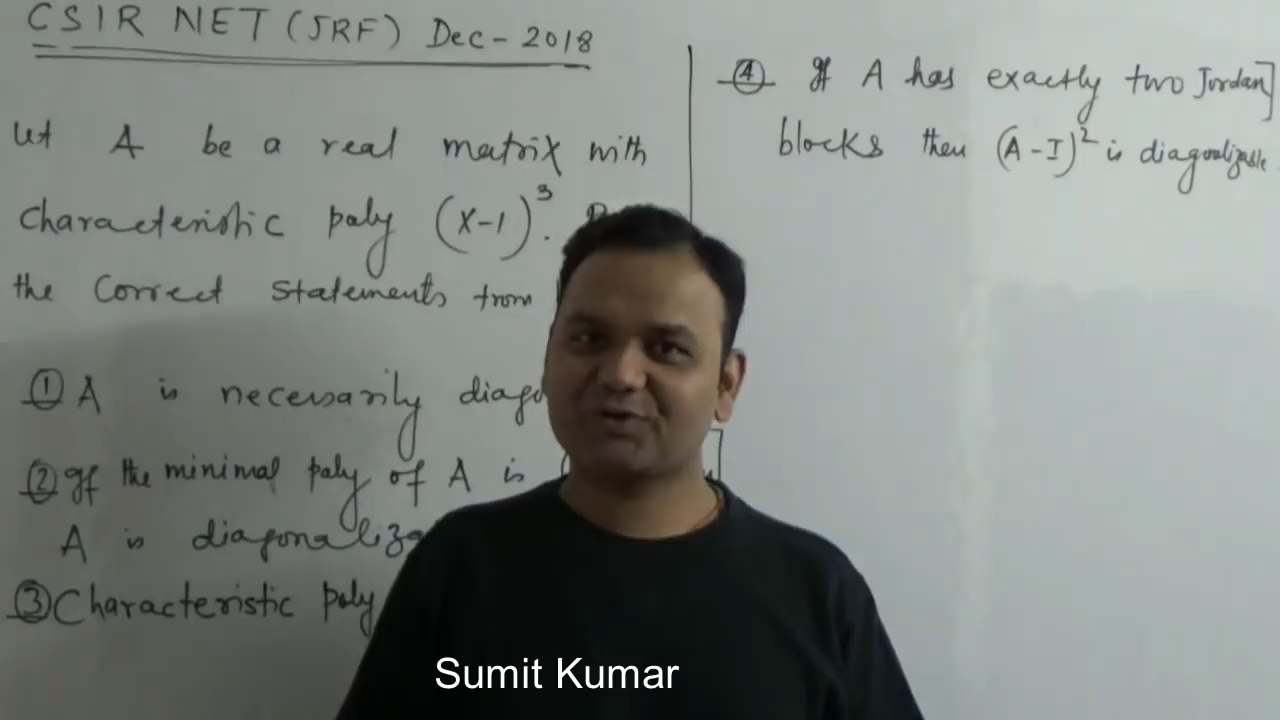 CSIR NET (JRF) Dec - 2018
Let A be a real matrix with
characteristic poly (X-1)³.
the correct statements from
① A is necessarily
② If the minimal poly of A is
A is
③ Characteristic poly
④ If A has exactly two Jordan]
blocks then (A-I)² is diagonalizable.
Sumit Kumar